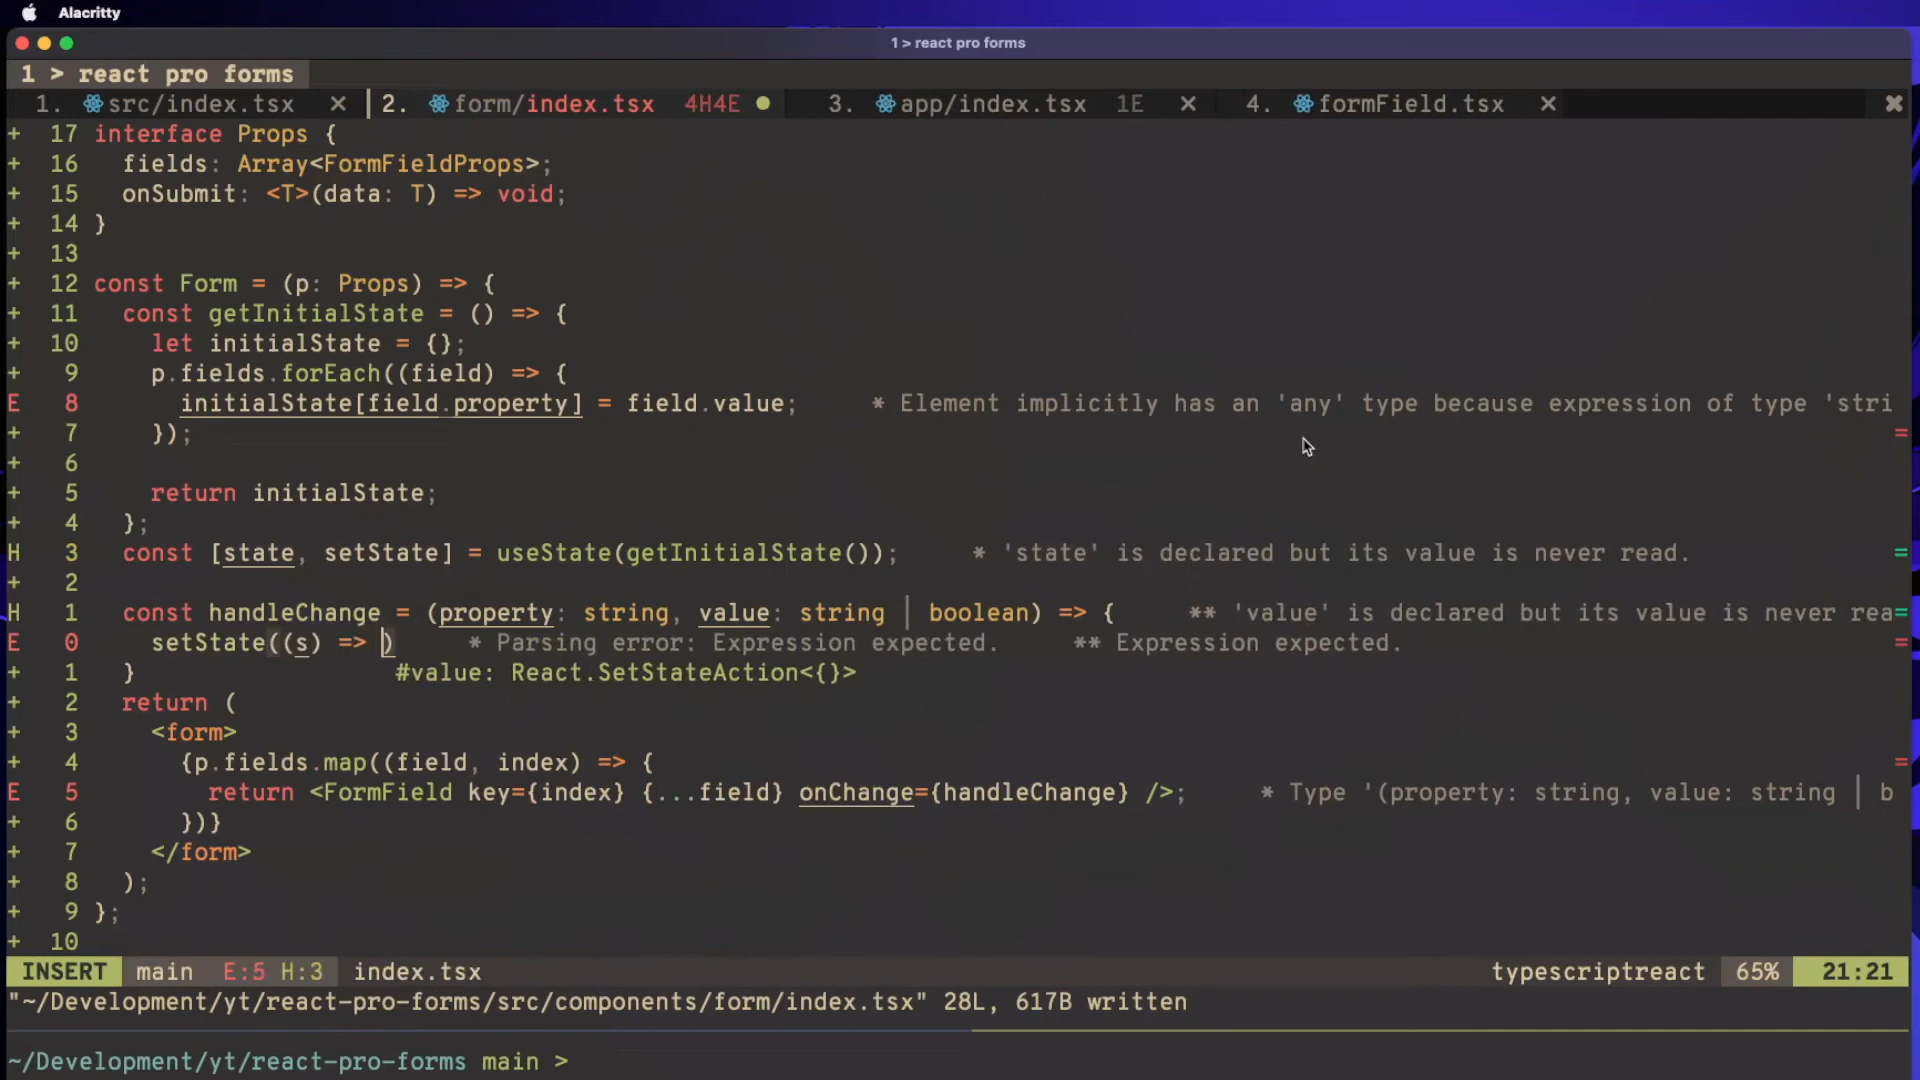 Alacritty
1 > react pro forms
1 > react pro forms
1. src/index.tsx ✕ 2. form/index.tsx 4H4E ● 3. app/index.tsx 1E ✕ 4. formField.tsx ✕ ✖
+ 17 interface Props {
+ 16 fields: Array<FormFieldProps>;
+ 15 onSubmit: <T>(data: T) => void;
+ 14 }
+ 13
+ 12 const Form = (p: Props) => {
+ 11 const getInitialState = () => {
+ 10 let initialState = {};
+ 9 p.fields.forEach((field) => {
E 8 initialState[field.property] = field.value; * Element implicitly has an 'any' type because expression of type 'stri
+ 7 }); =
+ 6
+ 5 return initialState;
+ 4 };
H 3 const [state, setState] = useState(getInitialState()); * 'state' is declared but its value is never read. =
+ 2
H 1 const handleChange = (property: string, value: string | boolean) => { ** 'value' is declared but its value is never rea=
E 0 setState((s) => ) * Parsing error: Expression expected. ** Expression expected. =
+ 1 } #value: React.SetStateAction<{}>
+ 2 return (
+ 3 <form>
+ 4 {p.fields.map((field, index) => { =
E 5 return <FormField key={index} {...field} onChange={handleChange} />; * Type '(property: string, value: string | b
+ 6 })}
+ 7 </form>
+ 8 );
+ 9 };
+ 10
INSERT main E:5 H:3 index.tsx typescriptreact 65% 21:21
"~/Development/yt/react-pro-forms/src/components/form/index.tsx" 28L, 617B written
~/Development/yt/react-pro-forms main >